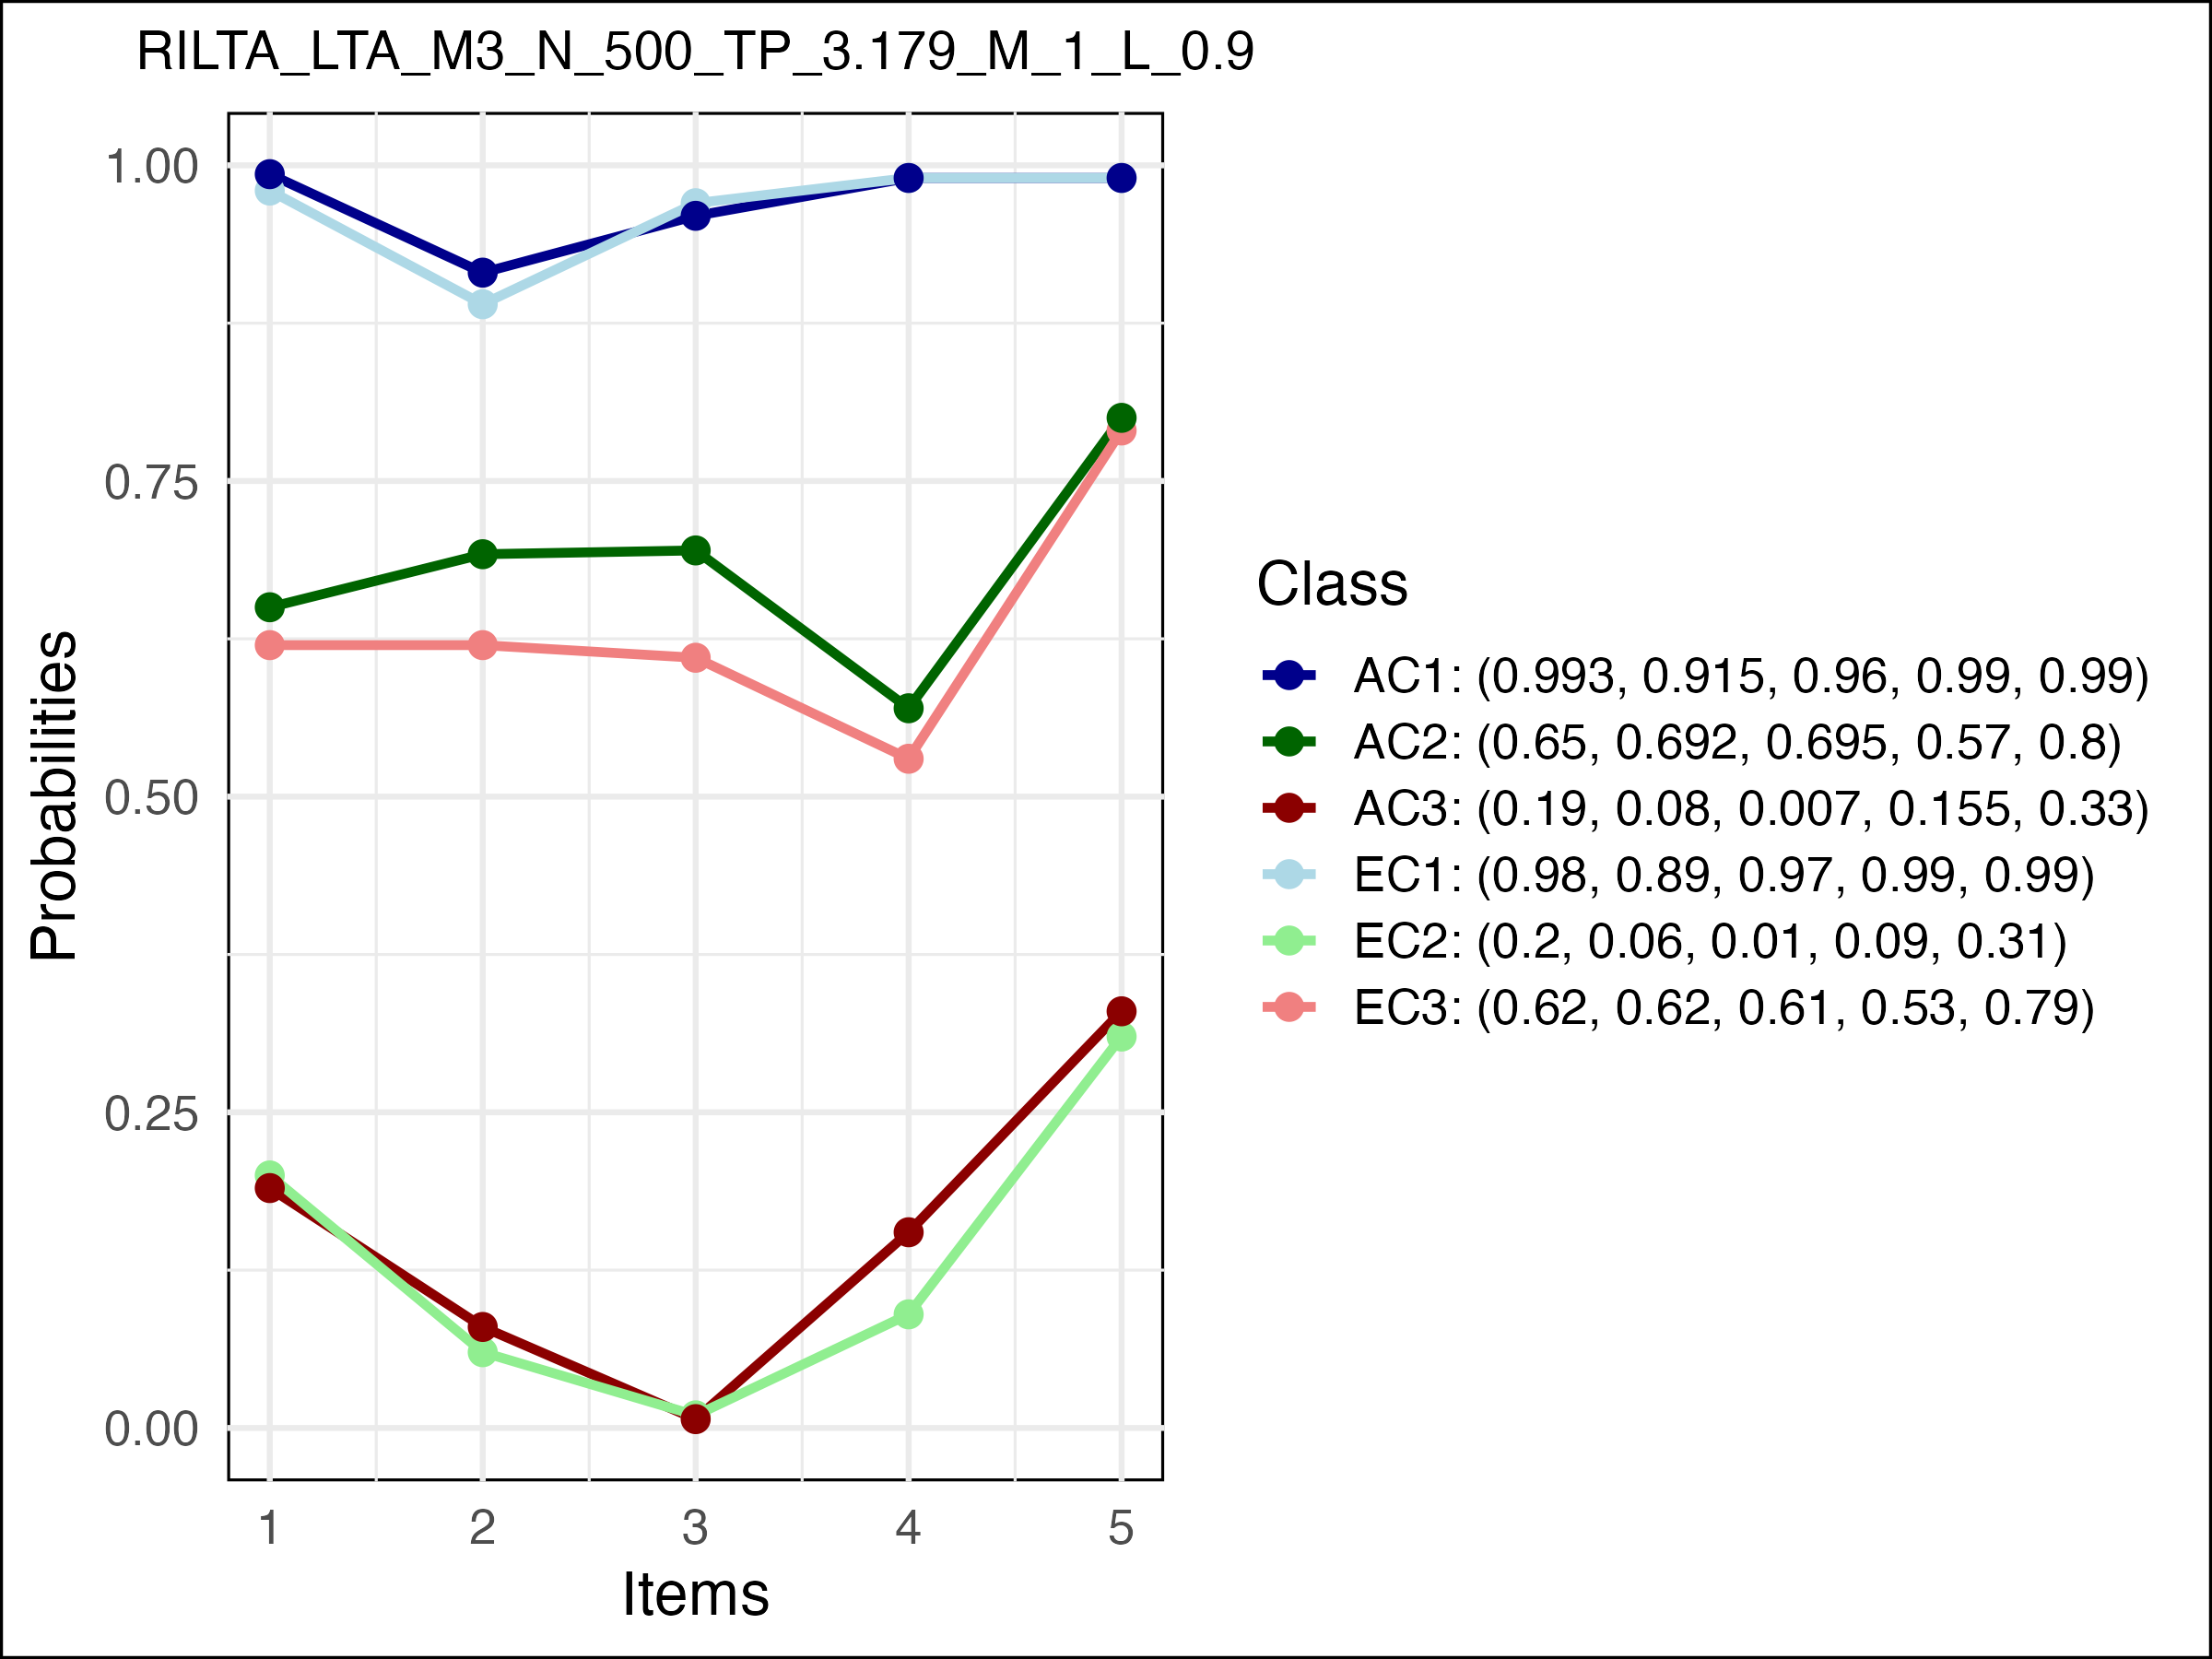 RILTA_LTA_M3_N_500_TP_3.179_M_1_L_0.9
1.00
0.75
0.50
0.25
0.00
Probabilities
1 2 3 4 5
Items
Class
AC1: (0.993, 0.915, 0.96, 0.99, 0.99)
AC2: (0.65, 0.692, 0.695, 0.57, 0.8)
AC3: (0.19, 0.08, 0.007, 0.155, 0.33)
EC1: (0.98, 0.89, 0.97, 0.99, 0.99)
EC2: (0.2, 0.06, 0.01, 0.09, 0.31)
EC3: (0.62, 0.62, 0.61, 0.53, 0.79)